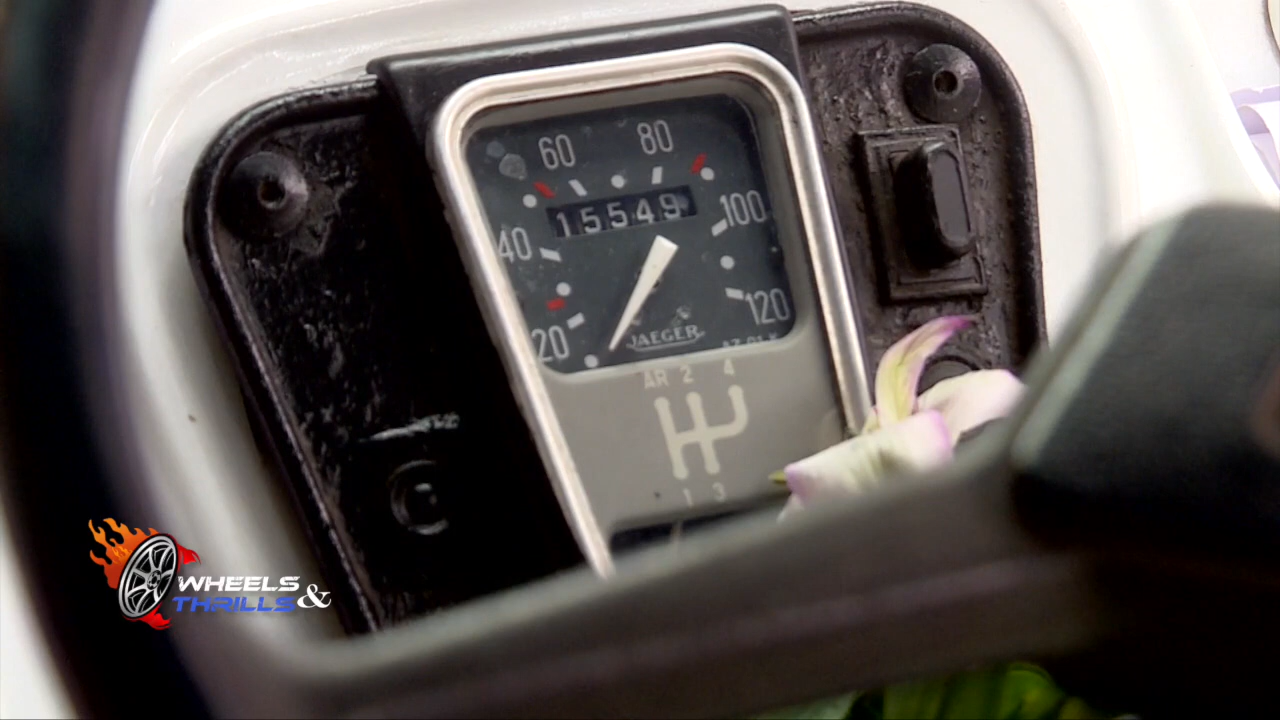 60 80
15549
40 100
20 120
JAEGER
AR 2 4
1 3
WHEELS
THRILLS &